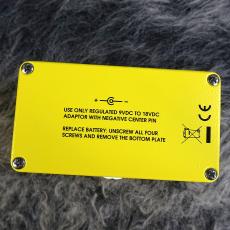 USE ONLY REGULATED 9VDC TO 18VDC
ADAPTOR WITH NEGATIVE CENTER PIN
REPLACE BATTERY: UNSCREW ALL FOUR
SCREWS AND REMOVE THE BOTTOM PLATE
CE